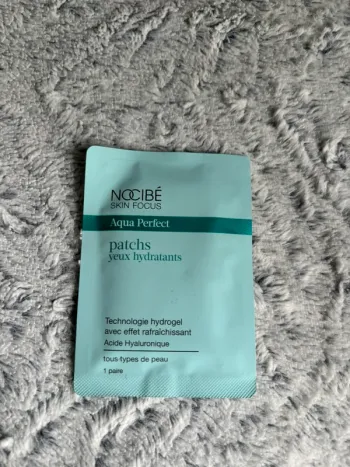 NOCIBÉ
SKIN FOCUS
Aqua Perfect
patchs
yeux hydratants
Technologie hydrogel
avec effet rafraîchissant
Acide Hyaluronique
tous types de peau
1 paire